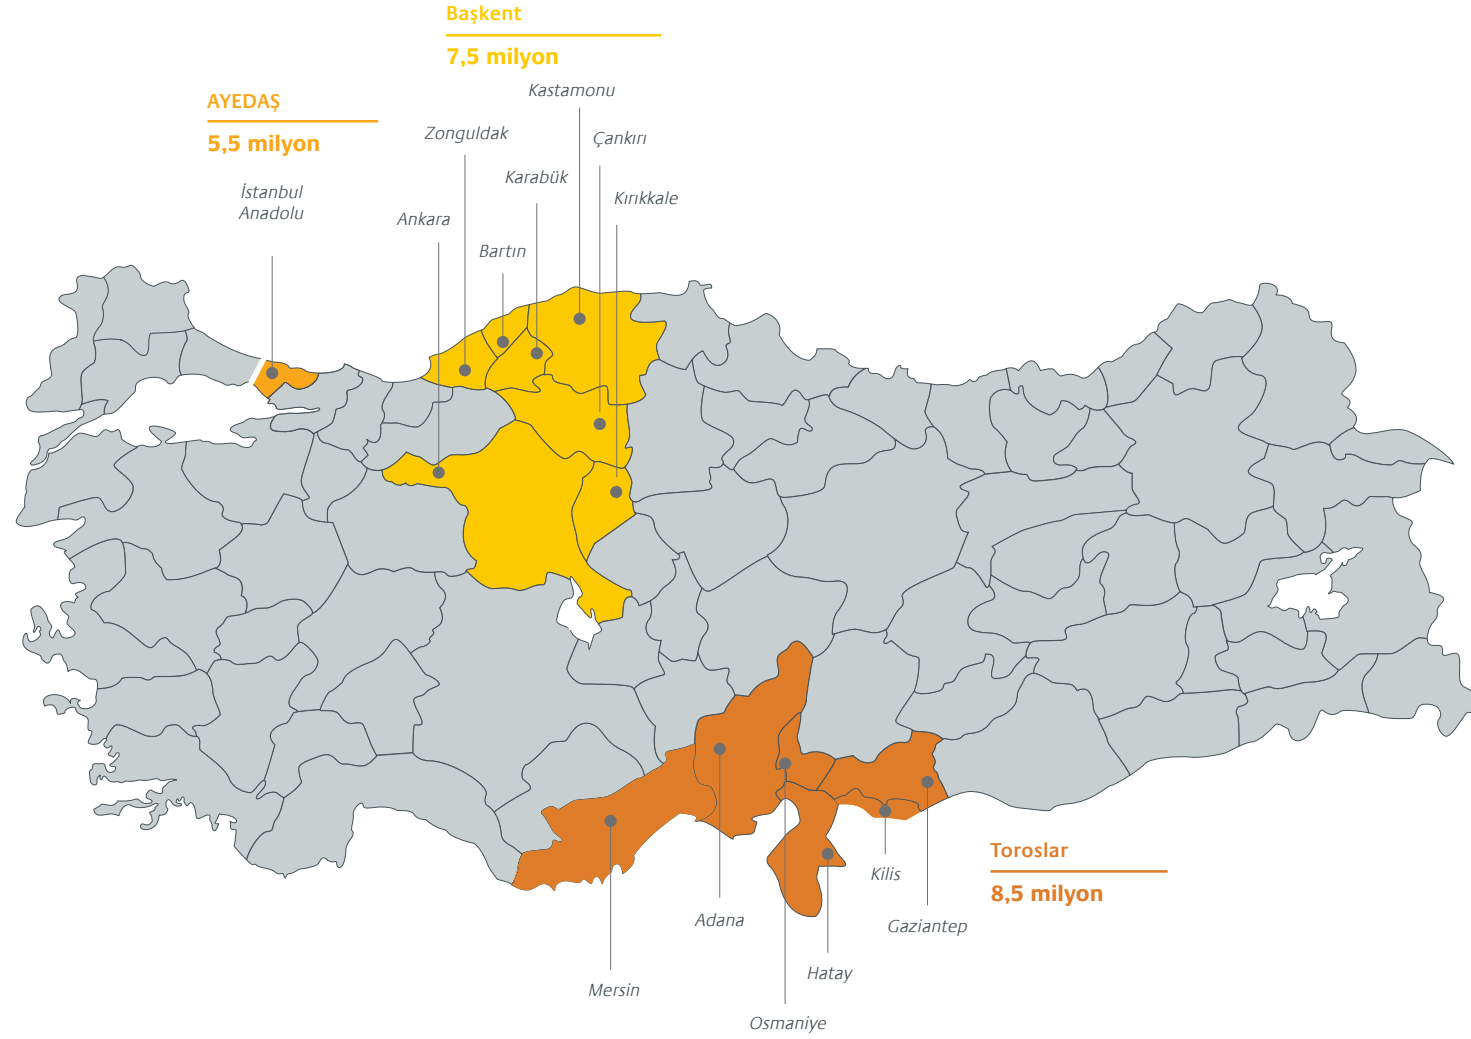 Başkent
7,5 milyon
Kastamonu
AYEDAŞ
5,5 milyon
Zonguldak
Çankırı
Karabük
İstanbul
Anadolu
Kırıkkale
Ankara
Bartın
Toroslar
8,5 milyon
Kilis
Adana
Gaziantep
Hatay
Mersin
Osmaniye